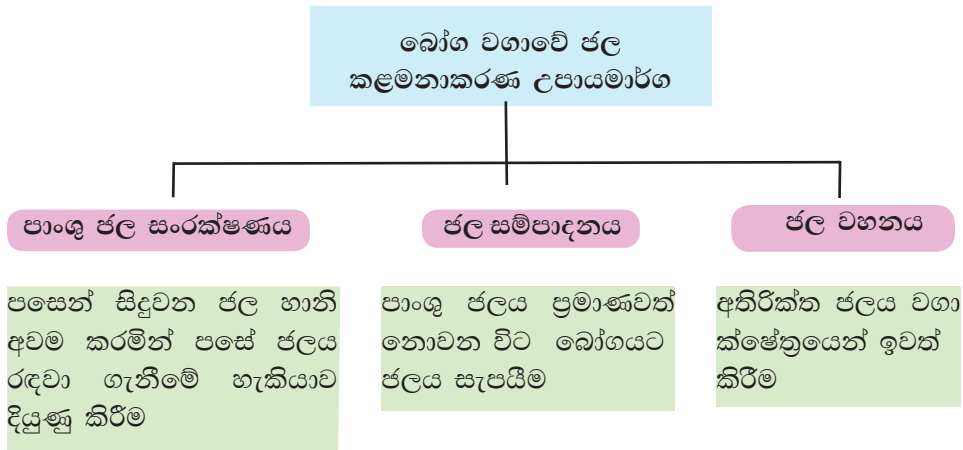 බෝග වගාවේ ජල
කළමනාකරණ උපායමාර්ග
පාංශු ජල සංරක්ෂණය
ජල සම්පාදනය
ජල වහනය
පසෙන් සිදුවන ජල හානි
අවම කරමින් පසේ ජලය
රඳවා ගැනීමේ හැකියාව
දියුණු කිරීම
පාංශු ජලය ප්‍රමාණවත්
නොවන විට බෝගයට
ජලය සැපයීම
අතිරික්ත ජලය වගා
ක්ෂේත්‍රයෙන් ඉවත්
කිරීම